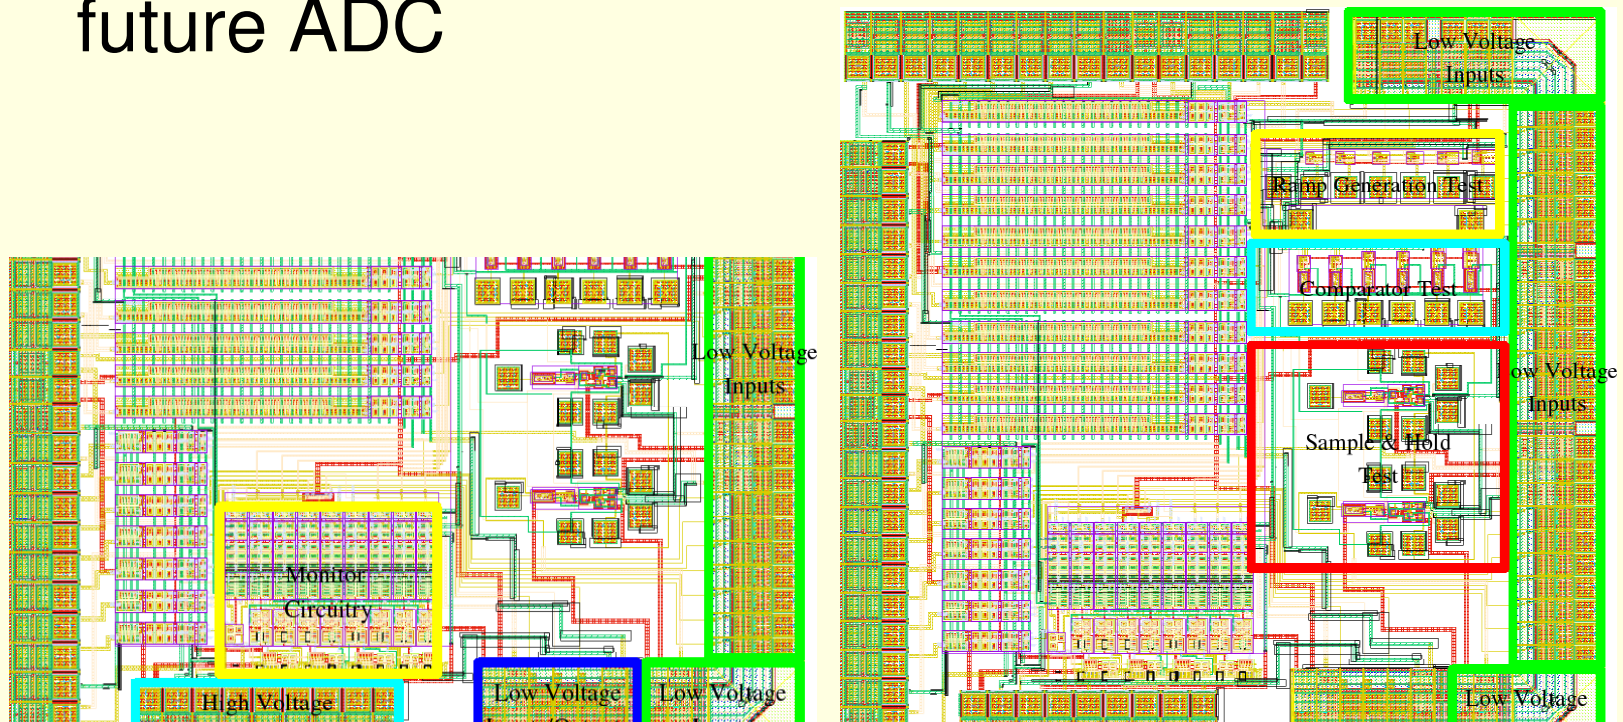 future ADC
Low Voltage
Inputs
Ramp Generation Test
Comparator Test
Low Voltage
Inputs
ow Voltage
Inputs
Sample & Hold
Test
Monitor
Circuitry
High Voltage
Low Voltage
Low Voltage
Low Voltage